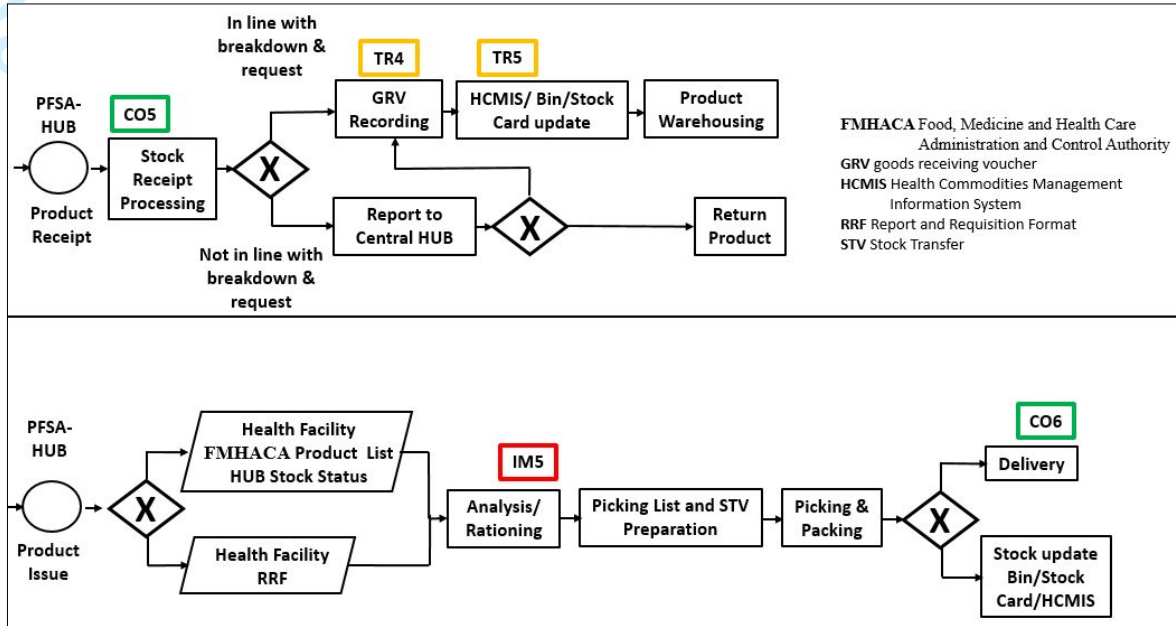 In line with
breakdown &
request
TR4
TR5
PFSA-
HUB
CO5
GRV
Recording
HCMIS/ Bin/Stock
Card update
Product
Warehousing
Stock
Receipt
Processing
X
Product
Receipt
Report to
Central HUB
X
Return
Product
Not in line with
breakdown &
request
FMHACA Food, Medicine and Health Care
Administration and Control Authority
GRV goods receiving voucher
HCMIS Health Commodities Management
Information System
RRF Report and Requisition Format
STV Stock Transfer
PFSA-
HUB
Product
Issue
X
Health Facility
FMHACA Product List
HUB Stock Status
Health Facility
RRF
IM5
Analysis/
Rationing
Picking List and STV
Preparation
Picking &
Packing
X
CO6
Delivery
Stock update
Bin/Stock
Card/HCMIS